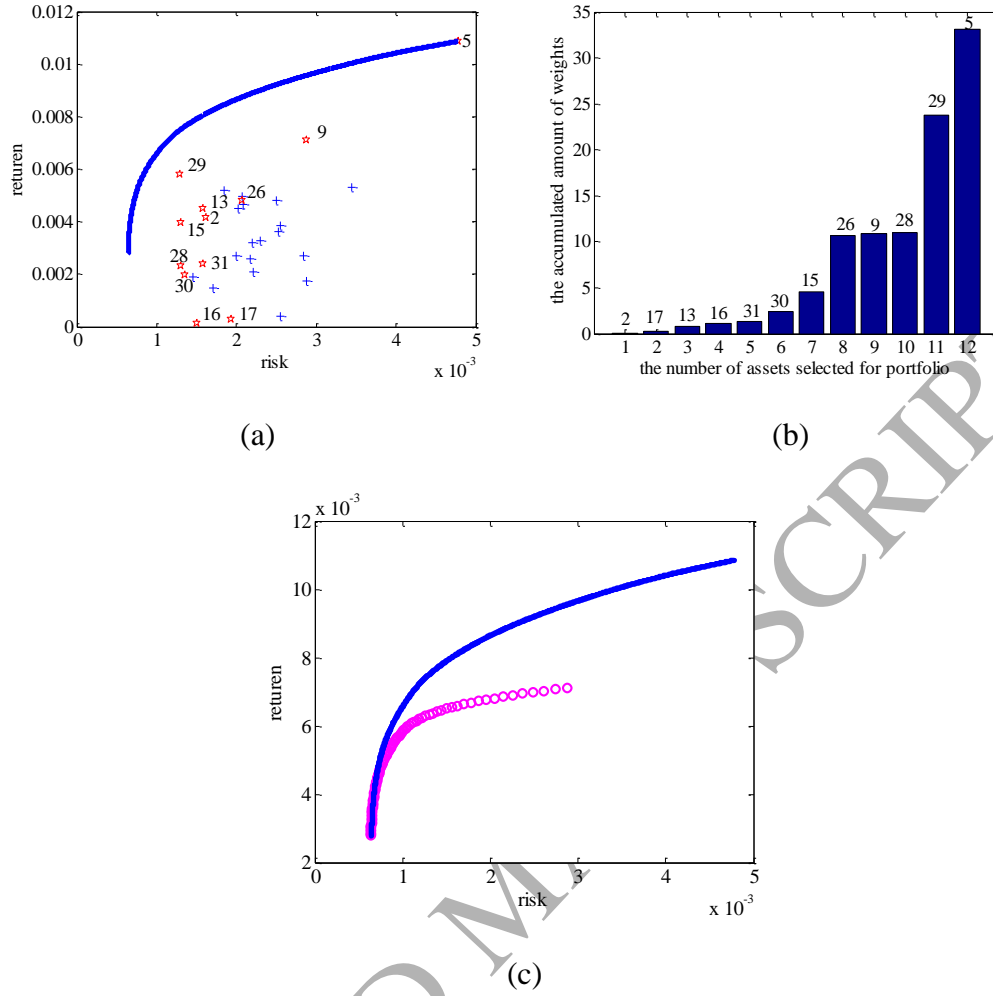 0.012
0.01
0.008
0.006
0.004
0.002
0
returen
5
9
29
26
13
2
15
28
31
30
16
17
0 1 2 3 4 5
risk
x 10-3
(a)
35
30
25
20
15
10
5
0
the accumulated amount of weights
2 17 13 16 31 30 15 26 9 28 29 5
1 2 3 4 5 6 7 8 9 10 11 12
the number of assets selected for portfolio
(b)
x 10-3
12
10
8
6
4
2
returen
0 1 2 3 4 5
risk
x 10-3
(c)